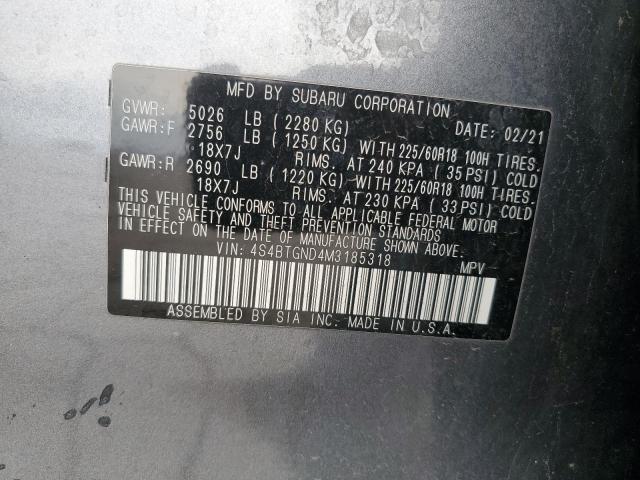 MFD BY SUBARU CORPORATION
GVWR: 5026 LB (2280 KG) DATE: 02/21
GAWR:F 2756 LB (1250 KG) WITH 225/60R18 100H TIRES.
18X7J RIMS. AT 240 KPA (35 PSI) COLD
GAWR:R 2690 LB (1220 KG) WITH 225/60R18 100H TIRES.
18X7J RIMS. AT 230 KPA (33 PSI) COLD
THIS VEHICLE CONFORMS TO ALL APPLICABLE FEDERAL MOTOR
VEHICLE SAFETY AND THEFT PREVENTION STANDARDS
IN EFFECT ON THE DATE OF MANUFACTURE SHOWN ABOVE.
VIN: 4S4BTGND4M3185318 MPV
ASSEMBLED BY SIA INC. MADE IN U.S.A.